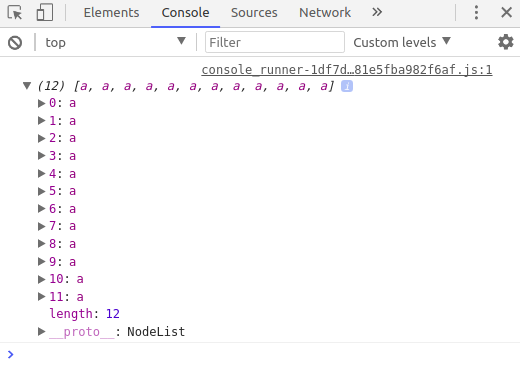 Elements Console Sources Network »
top Filter Custom levels
console_runner-1df7d…81e5fba982f6af.js:1
(12) [a, a, a, a, a, a, a, a, a, a, a, a] i
0: a
1: a
2: a
3: a
4: a
5: a
6: a
7: a
8: a
9: a
10: a
11: a
length: 12
__proto__: NodeList